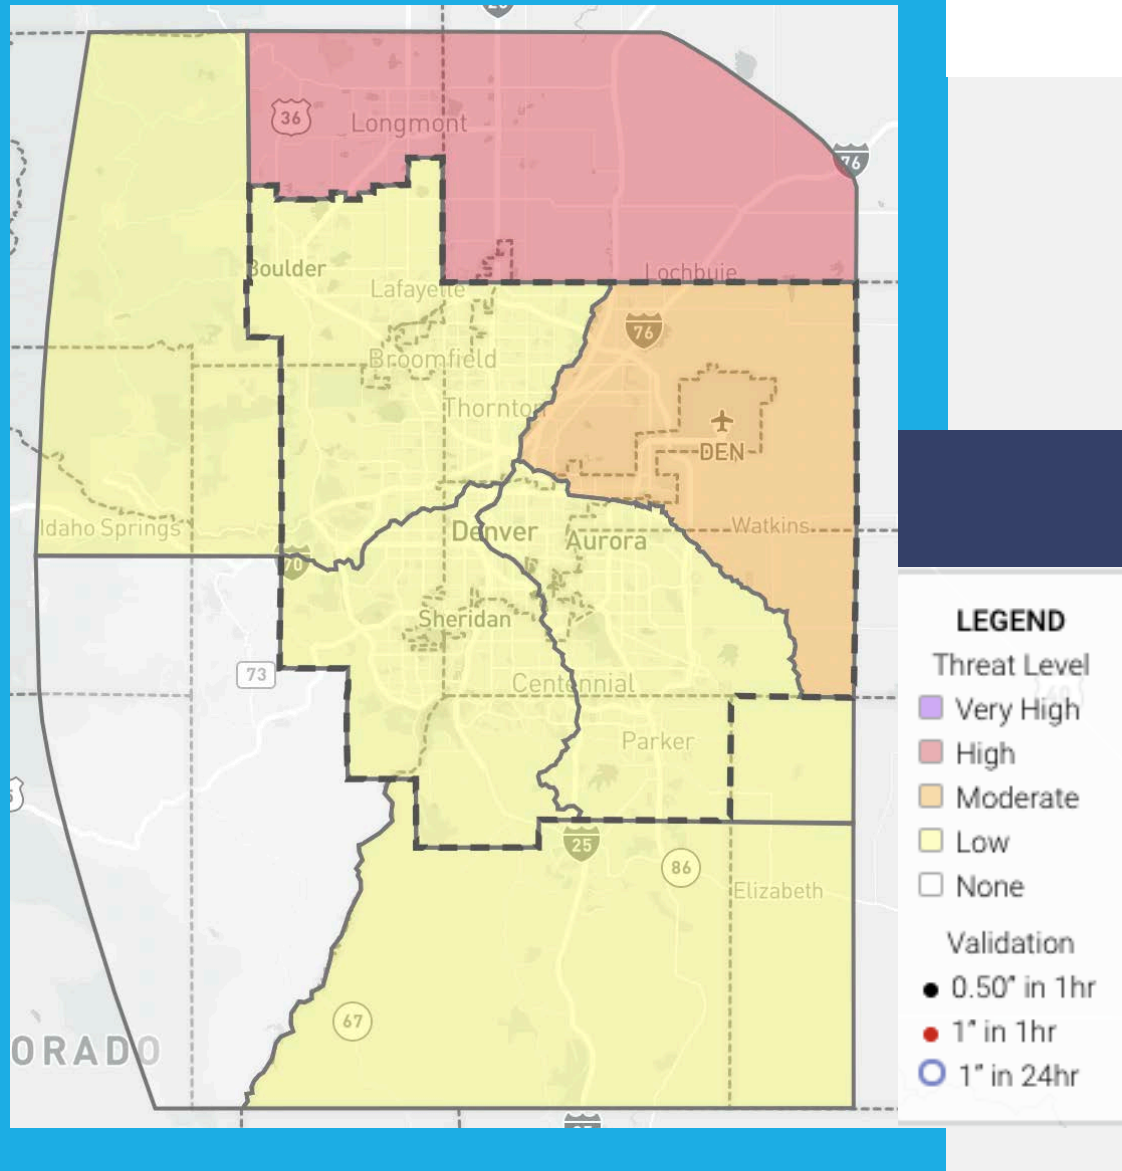 36
Longmont
76
Boulder
Lafayette
Lochbuie
76
Broomfield
Thornton
DEN
Idaho Springs
Denver
Aurora
Watkins
70
Sheridan
73
Centennial
Parker
25
86
Elizabeth
67
ORADO
LEGEND
Threat Level
Very High
High
Moderate
Low
None
Validation
0.50" in 1hr
1" in 1hr
1" in 24hr